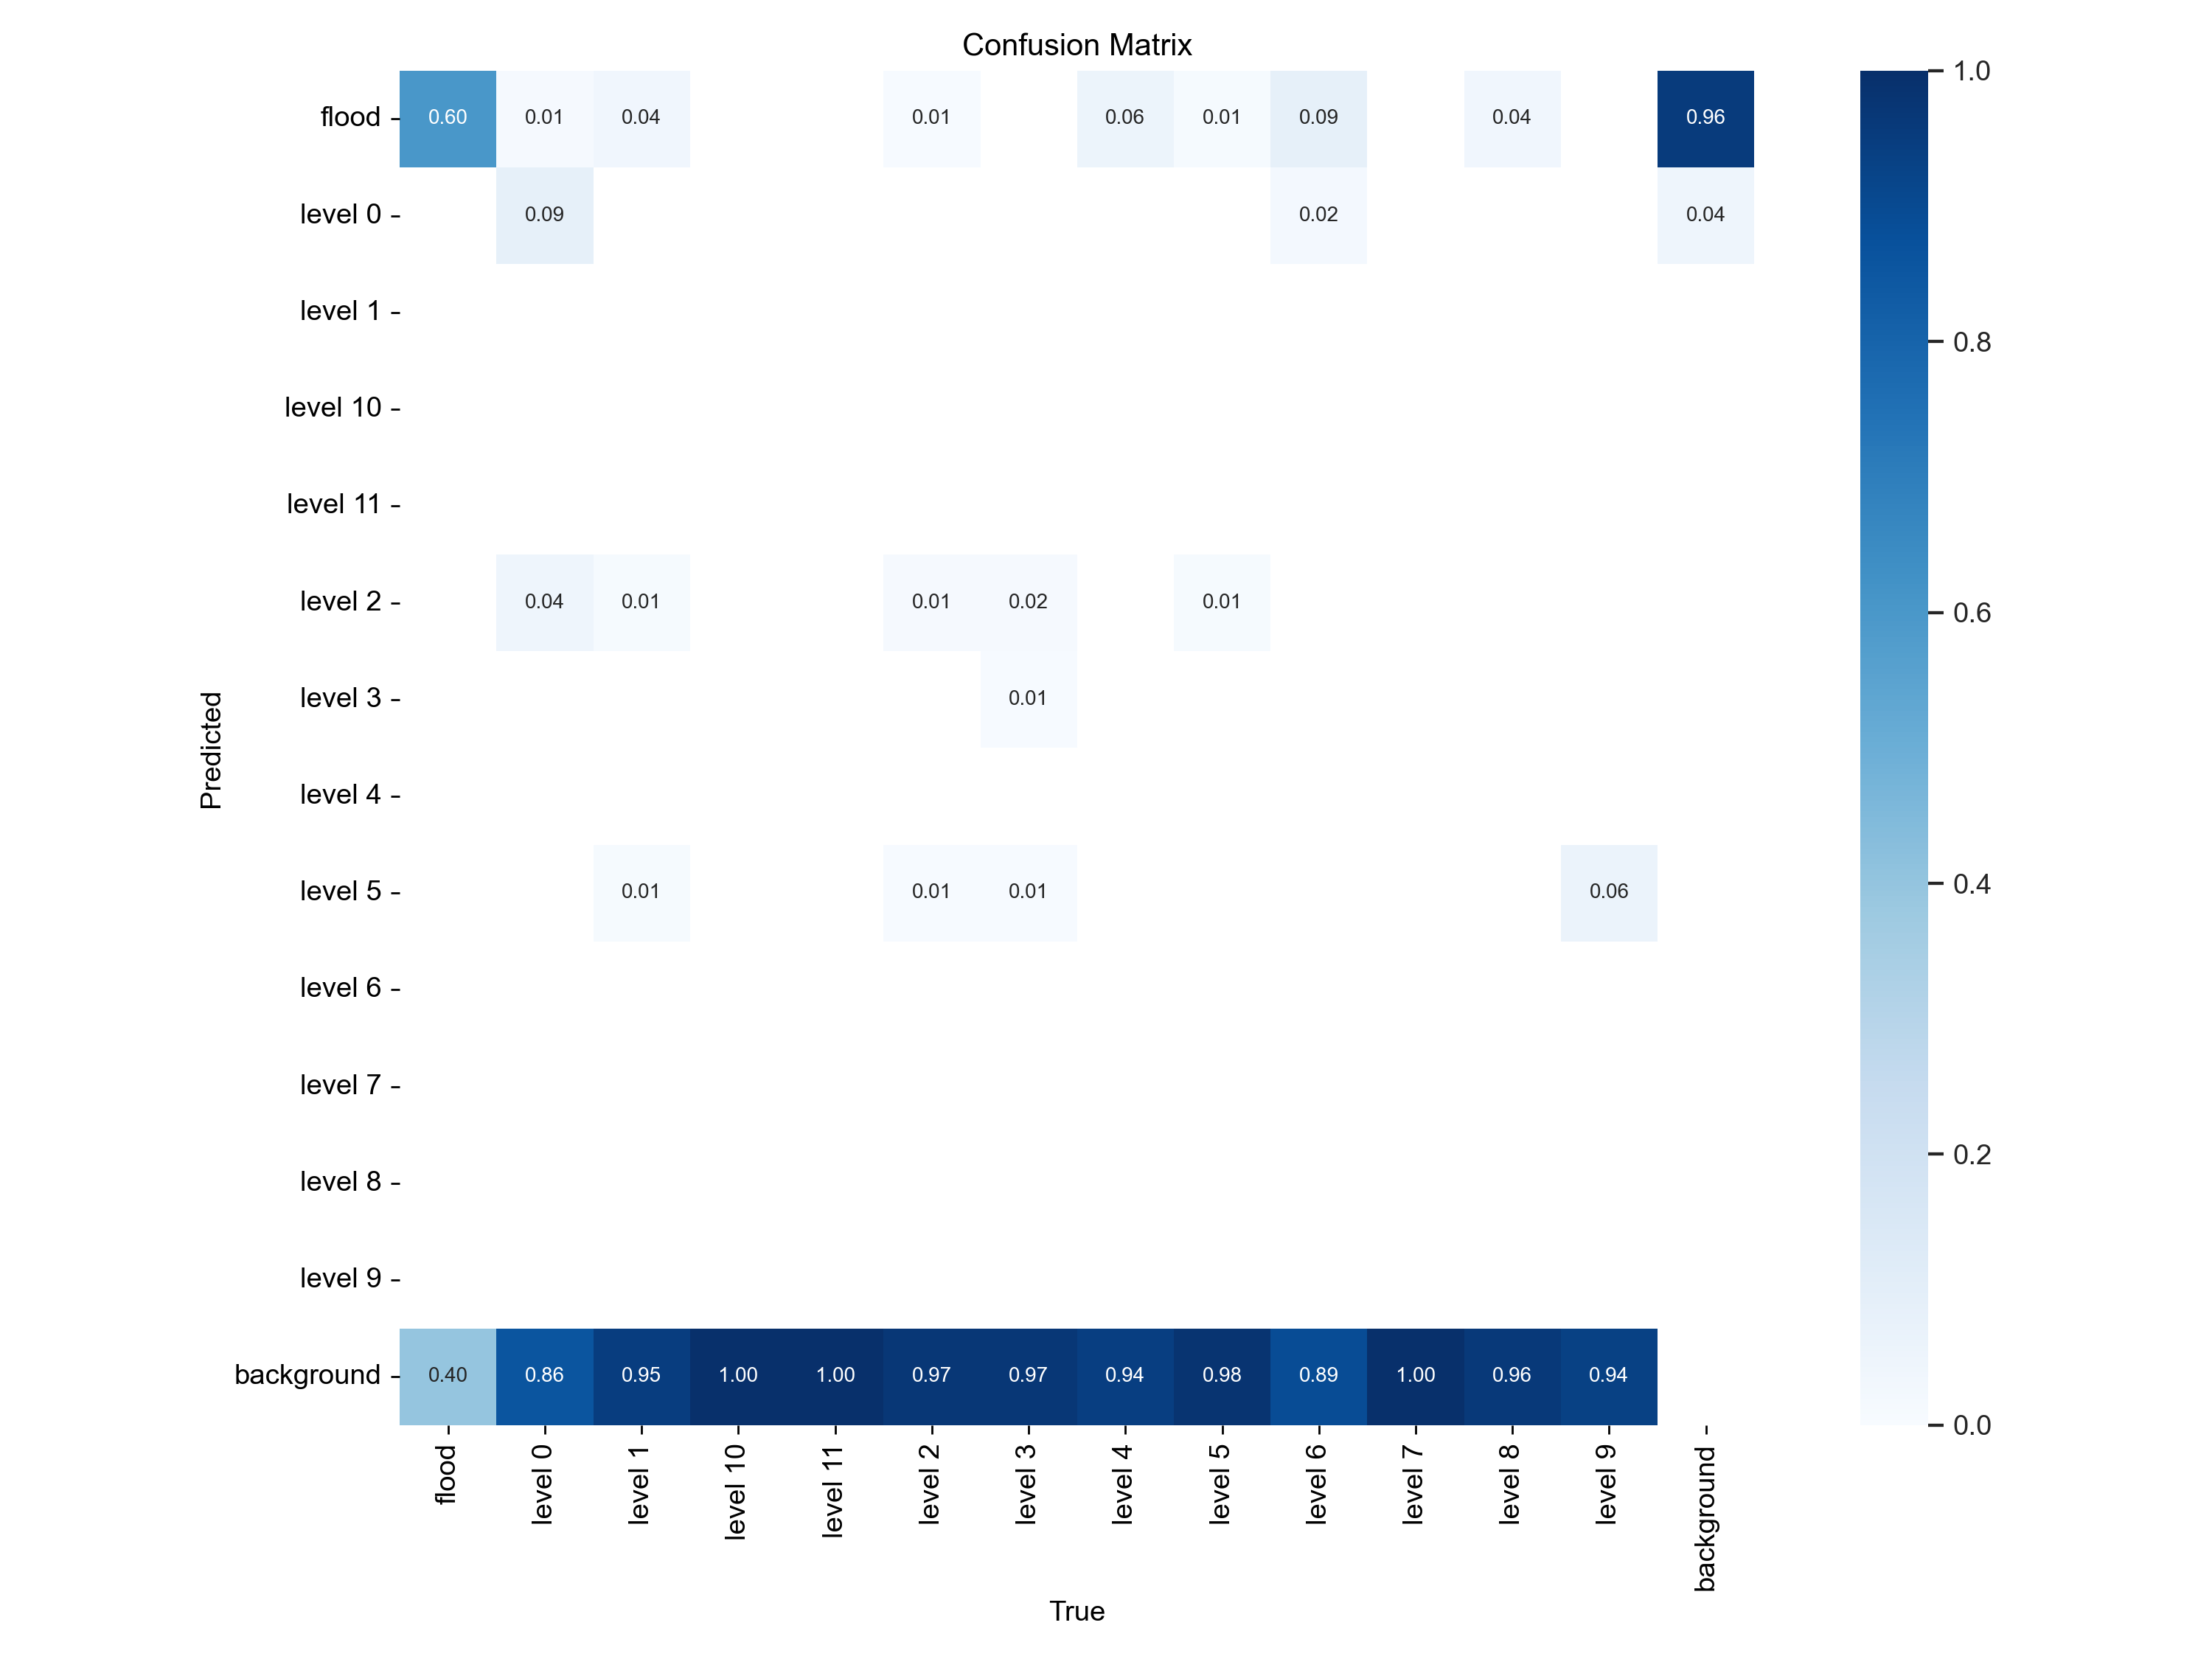 Confusion Matrix
flood 0.60 0.01 0.04 0.01 0.06 0.01 0.09 0.04 0.96
level 0 0.09 0.02 0.04
level 1
level 10
level 11
level 2 0.04 0.01 0.01 0.02 0.01
level 3 0.01
level 4
level 5 0.01 0.01 0.01 0.06
level 6
level 7
level 8
level 9
background 0.40 0.86 0.95 1.00 1.00 0.97 0.97 0.94 0.98 0.89 1.00 0.96 0.94
Predicted
flood level 0 level 1 level 10 level 11 level 2 level 3 level 4 level 5 level 6 level 7 level 8 level 9 background
True
1.0
0.8
0.6
0.4
0.2
0.0